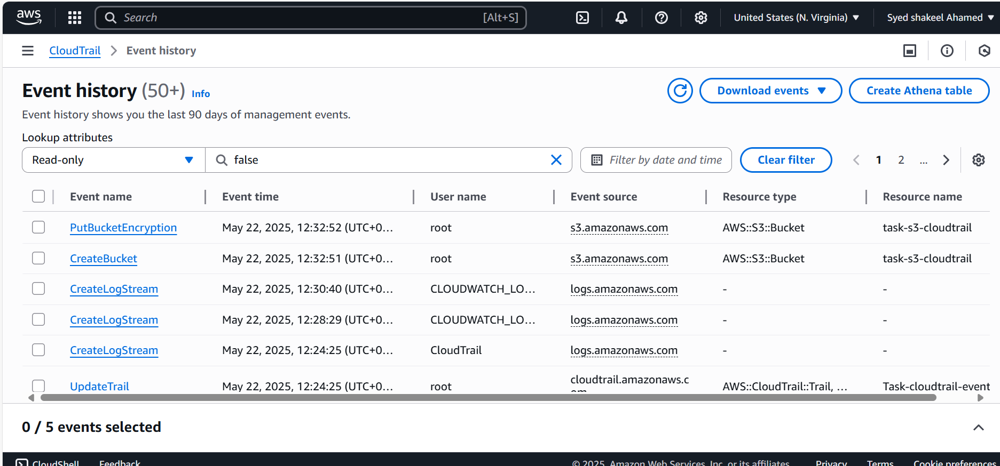 aws
Search [Alt+S]
United States (N. Virginia)
Syed shakeel Ahamed
CloudTrail > Event history
Event history (50+) Info
Download events
Create Athena table
Event history shows you the last 90 days of management events.
Lookup attributes
Read-only
false
Filter by date and time
Clear filter
1 2 ...
Event name Event time User name Event source Resource type Resource name
PutBucketEncryption May 22, 2025, 12:32:52 (UTC+0... root s3.amazonaws.com AWS::S3::Bucket task-s3-cloudtrail
CreateBucket May 22, 2025, 12:32:51 (UTC+0... root s3.amazonaws.com AWS::S3::Bucket task-s3-cloudtrail
CreateLogStream May 22, 2025, 12:30:40 (UTC+0... CLOUDWATCH_LO... logs.amazonaws.com - -
CreateLogStream May 22, 2025, 12:28:29 (UTC+0... CLOUDWATCH_LO... logs.amazonaws.com - -
CreateLogStream May 22, 2025, 12:24:25 (UTC+0... CloudTrail logs.amazonaws.com - -
UpdateTrail May 22, 2025, 12:24:25 (UTC+0... root cloudtrail.amazonaws.c om AWS::CloudTrail::Trail, ... Task-cloudtrail-event
0 / 5 events selected
CloudShell Feedback © 2025, Amazon Web Services, Inc. or its affiliates. Privacy Terms Cookie preferences